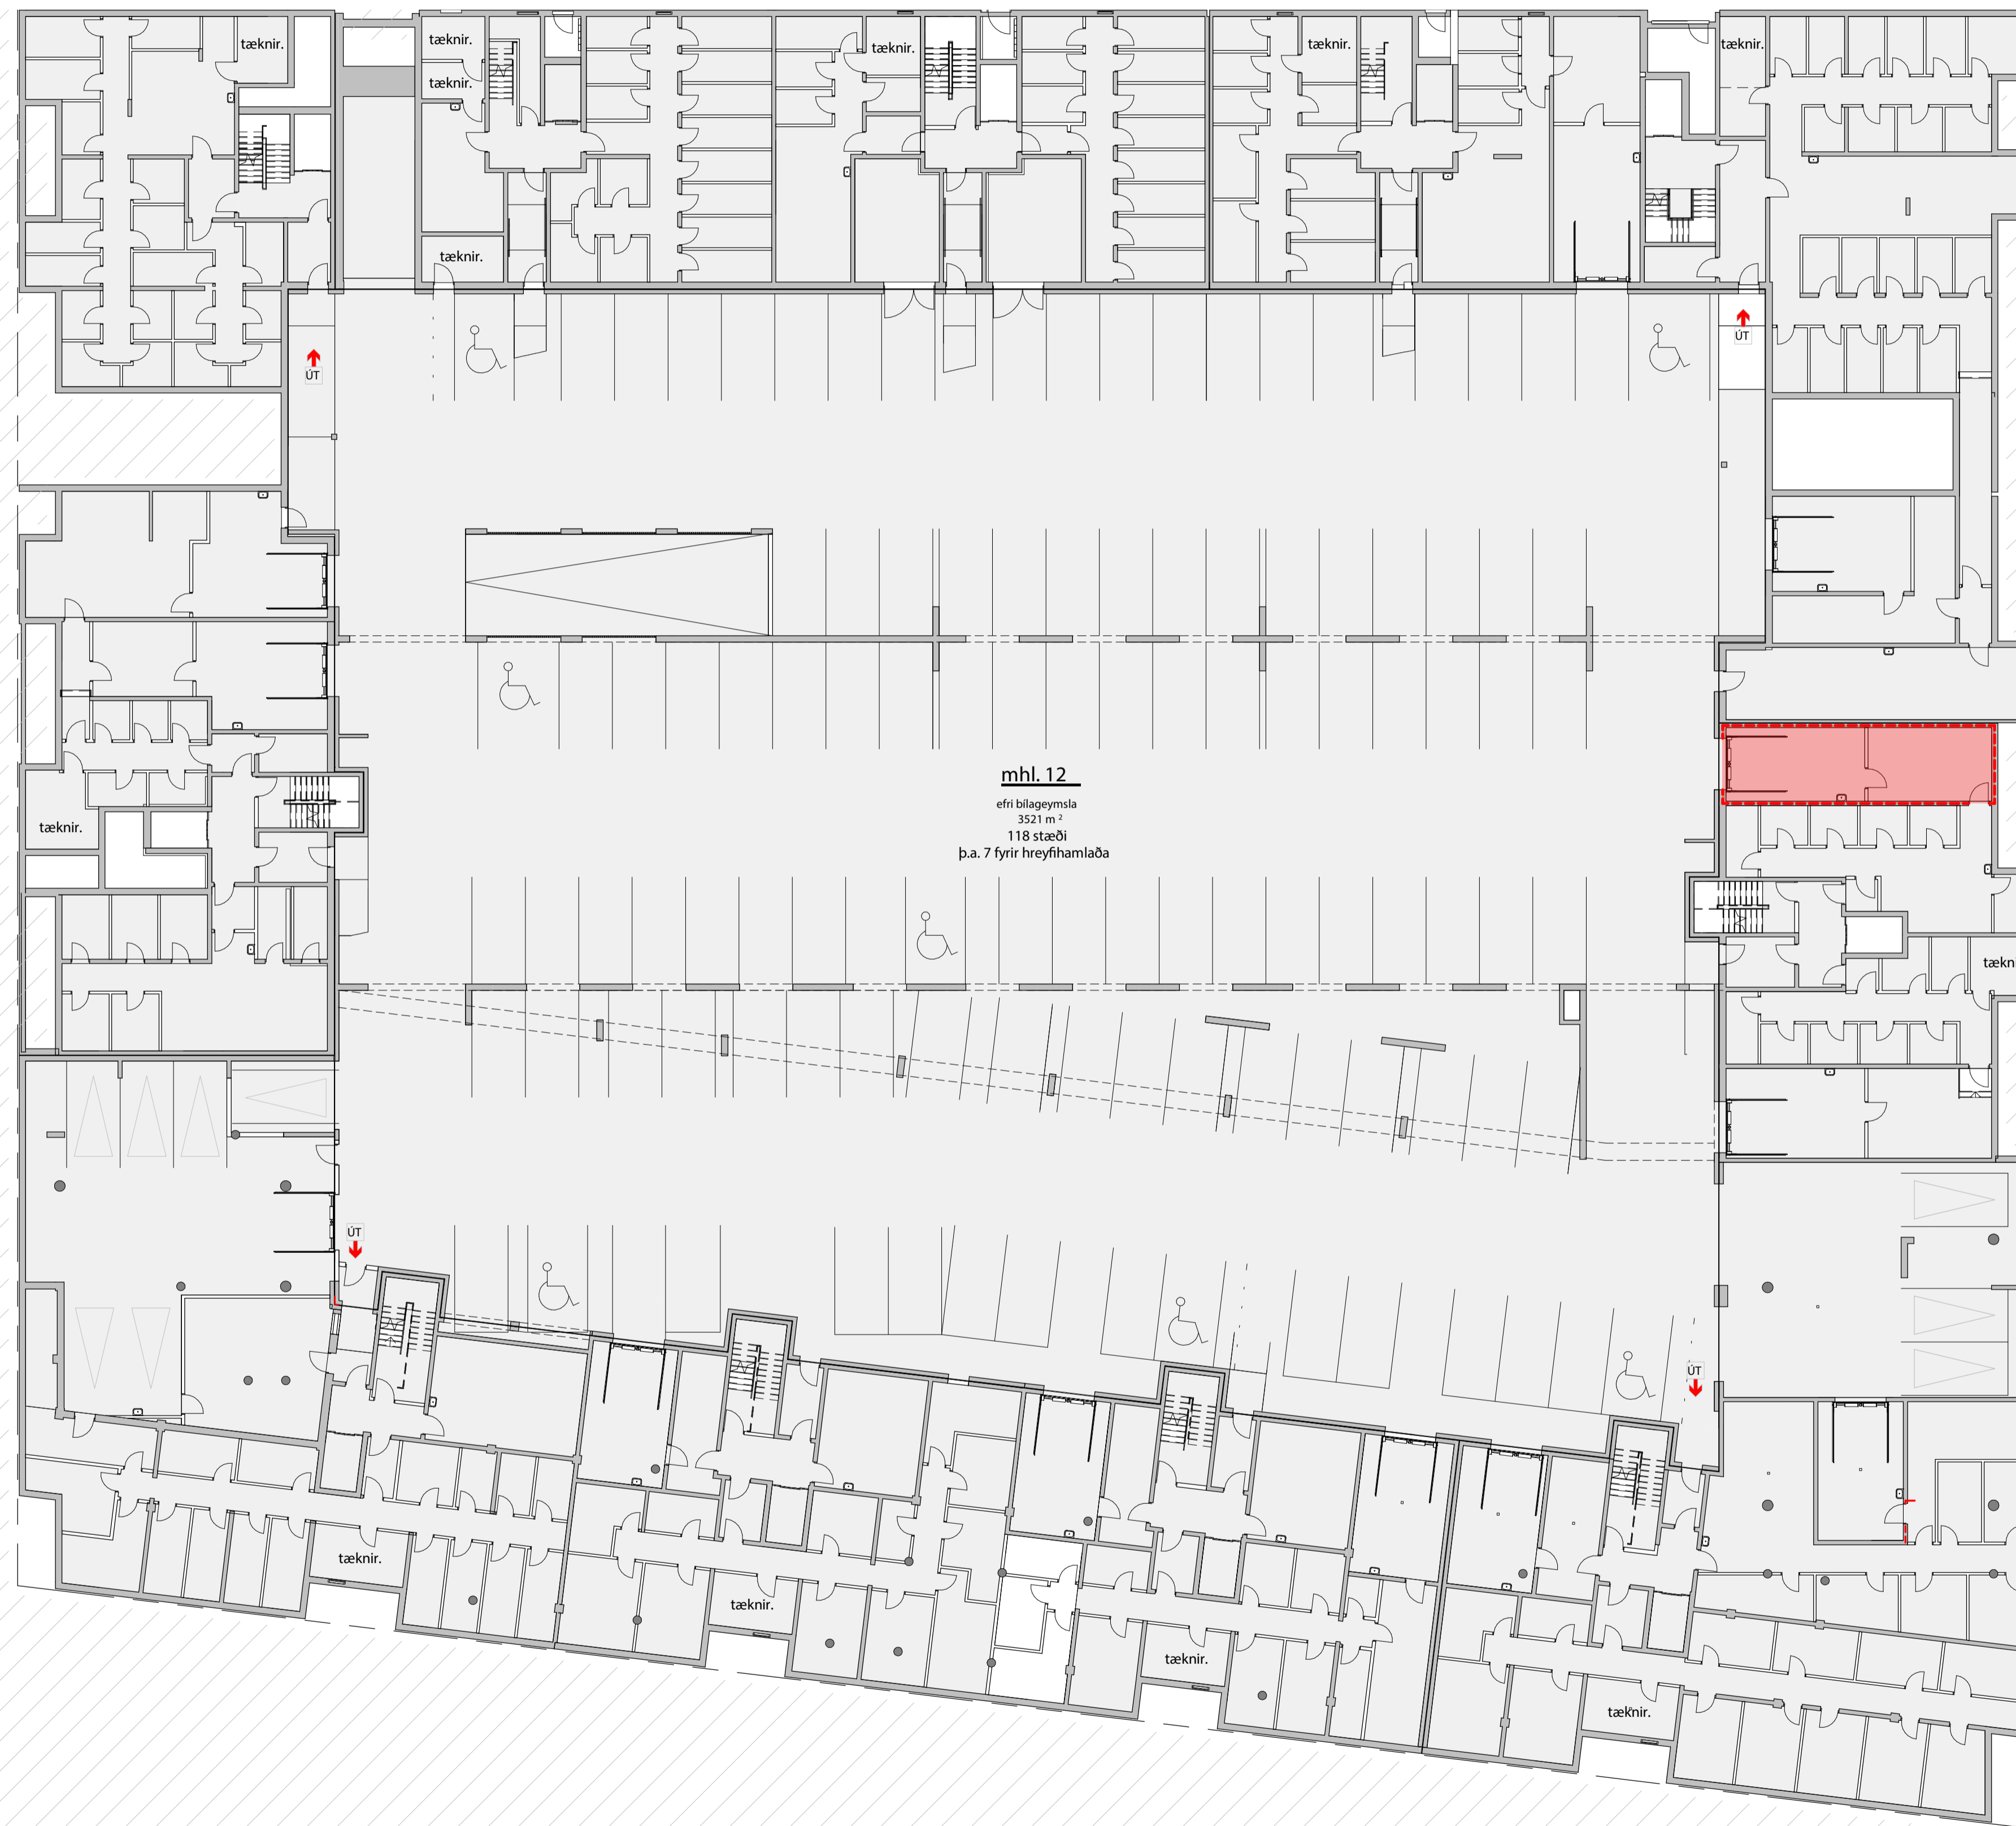 tæknir.
tæknir.
tæknir.
tæknir.
tæknir.
tæknir.
tæknir.
ÚT
ÚT
mhl. 12
efri bílageymsla
3521 m ²
118 stæði
þ.a. 7 fyrir hreyfihamlaða
tæknir.
tækni
ÚT
ÚT
tæknir.
tæknir.
tæknir.
tæknir.